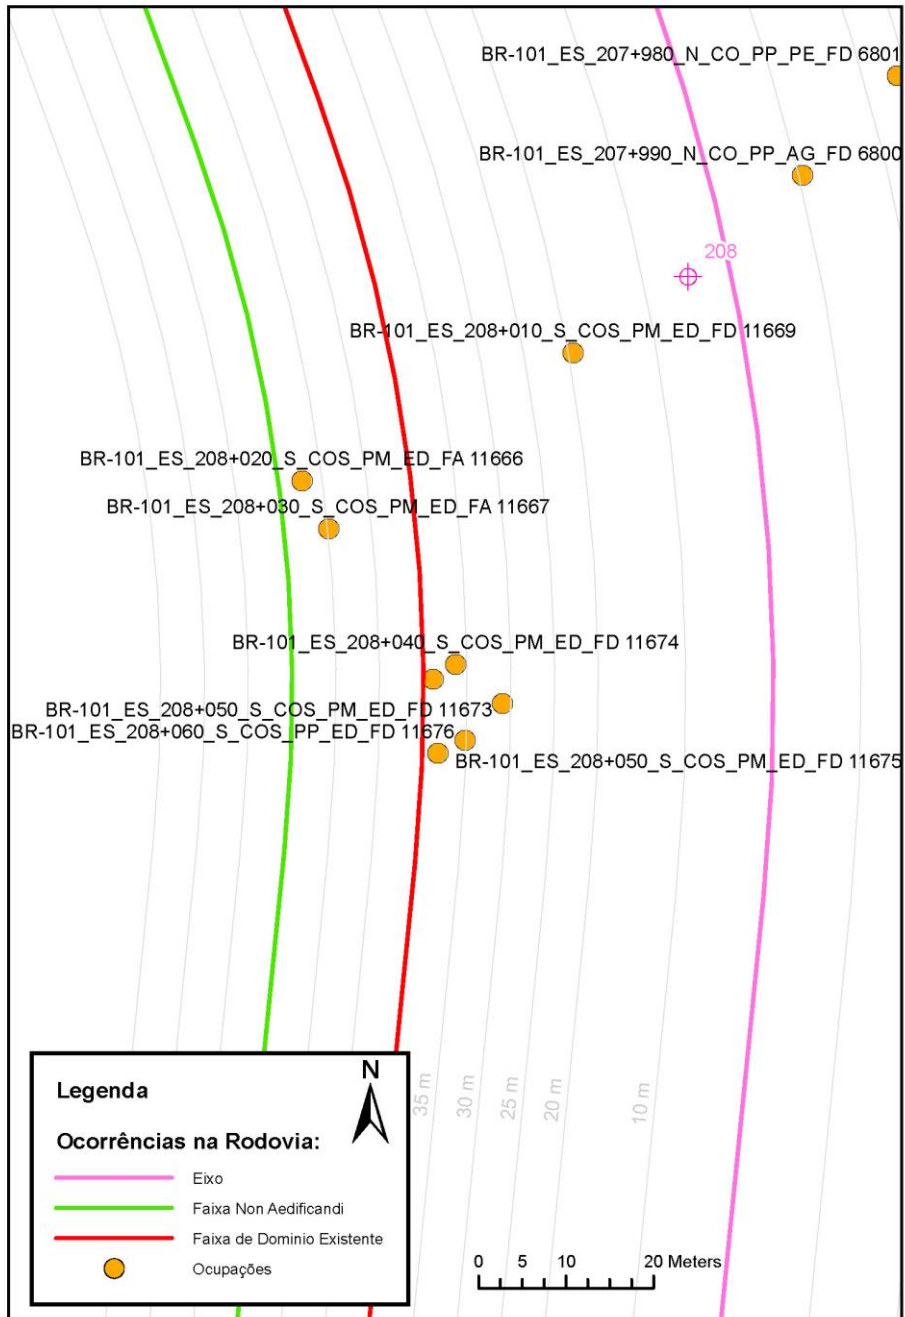 BR-101_ES_207+980_N_CO_PP_PE_FD 6801
BR-101_ES_207+990_N_CO_PP_AG_FD 6800
208
BR-101_ES_208+010_S_COS_PM_ED_FD 11669
BR-101_ES_208+020_S_COS_PM_ED_FA 11666
BR-101_ES_208+030_S_COS_PM_ED_FA 11667
BR-101_ES_208+040_S_COS_PM_ED_FD 11674
BR-101_ES_208+050_S_COS_PM_ED_FD 11673
BR-101_ES_208+060_S_COS_PP_ED_FD 11676
BR-101_ES_208+050_S_COS_PM_ED_FD 11675
35 m
30 m
25 m
20 m
10 m
N
Legenda
Ocorrências na Rodovia:
Eixo
Faixa Non Aedificandi
Faixa de Dominio Existente
Ocupações
0 5 10 20 Meters